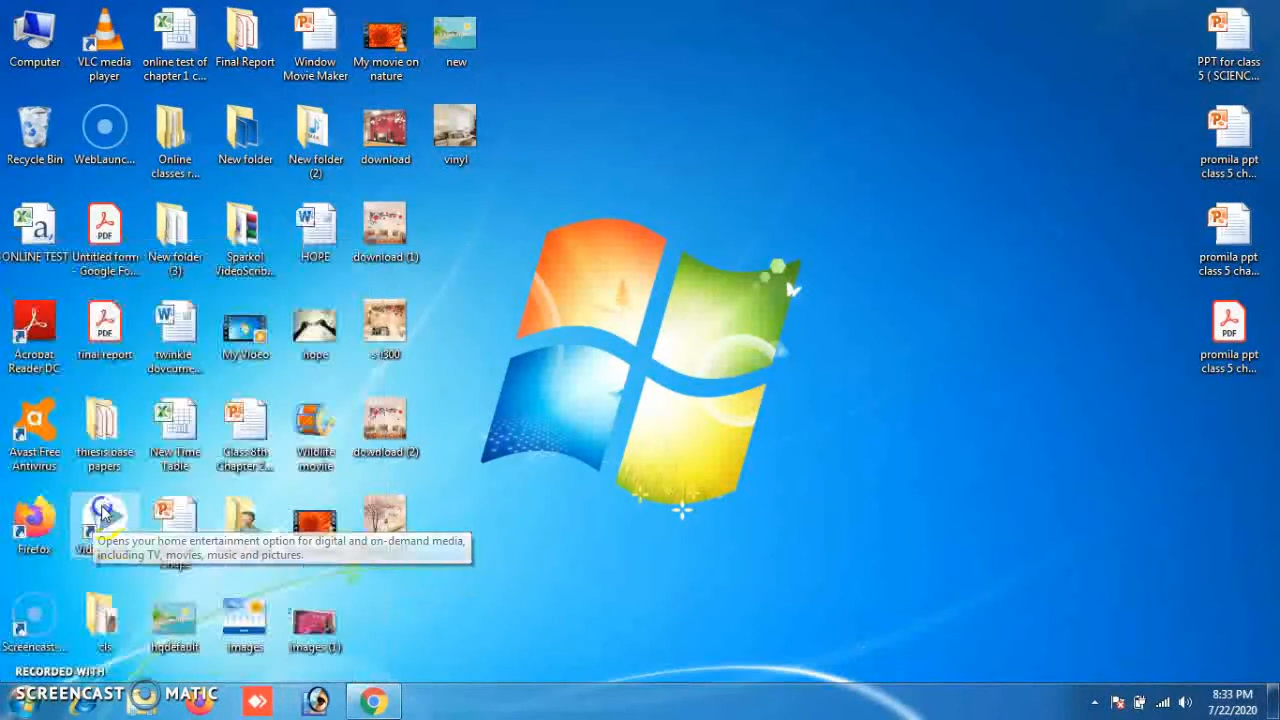 Computer
VLC media
player
online test of
chapter 1 c...
Final Report
Window
Movie Maker
My movie on
nature
new
PPT for class
5 ( SCIENC...
Recycle Bin
WebLaunc...
Online
classes r...
New folder
New folder
(2)
download
vinyl
promila ppt
class 5 ch...
ONLINE TEST
Untitled form
- Google Fo...
New folder
(3)
Sparkol
VideoScrib...
HOPE
download (1)
promila ppt
class 5 cha...
Acrobat
Reader DC
PDF
final report
twinkle
dovcume...
My Video
hope
PDF
promila ppt
class 5 ch...
Avast Free
Antivirus
thiesis base
papers
New Time
Table
Class 8th
Wildlife
moviie
download (2)
Firefox
Opens your home entertainment option for digital and on-demand media,
including TV, movies, music and pictures.
Screencast-...
cls
hqdefault
images
images (1)
RECORDED WITH
SCREENCAST MATIC
8:33 PM
7/22/2020